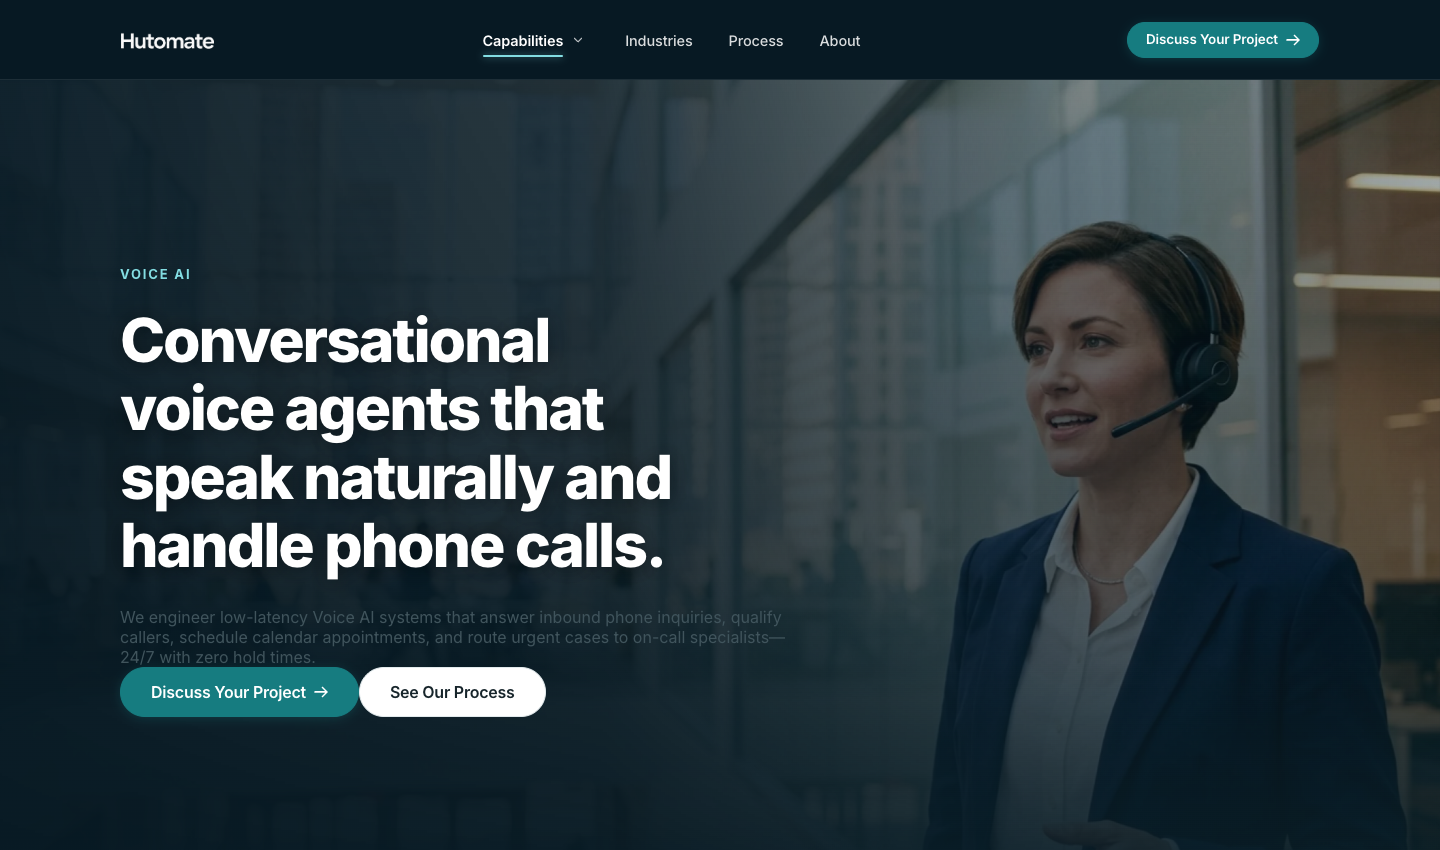 Hutomate
Capabilities
Industries
Process
About
Discuss Your Project →
VOICE AI
Conversational
voice agents that
speak naturally and
handle phone calls.
We engineer low-latency Voice AI systems that answer inbound phone inquiries, qualify
callers, schedule calendar appointments, and route urgent cases to on-call specialists—
24/7 with zero hold times.
Discuss Your Project →
See Our Process